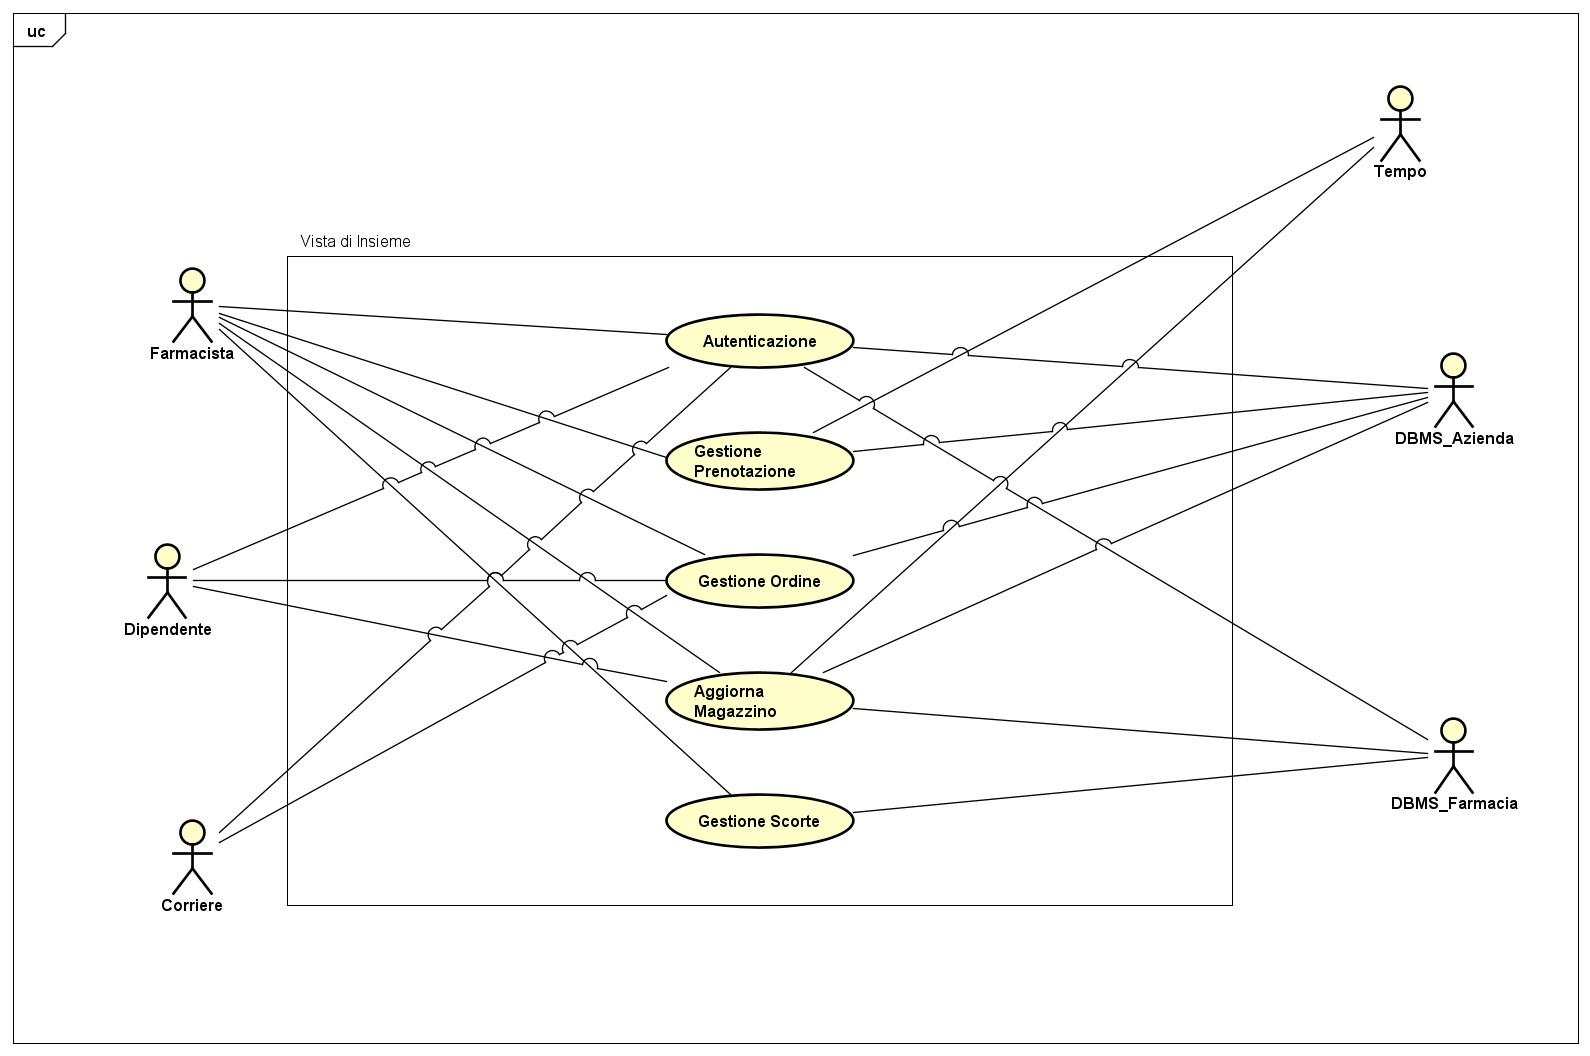 uc
Tempo
Vista di Insieme
Farmacista
Autenticazione
DBMS_Azienda
Gestione
Prenotazione
Dipendente
Gestione Ordine
Aggiorna
Magazzino
DBMS_Farmacia
Gestione Scorte
Corriere